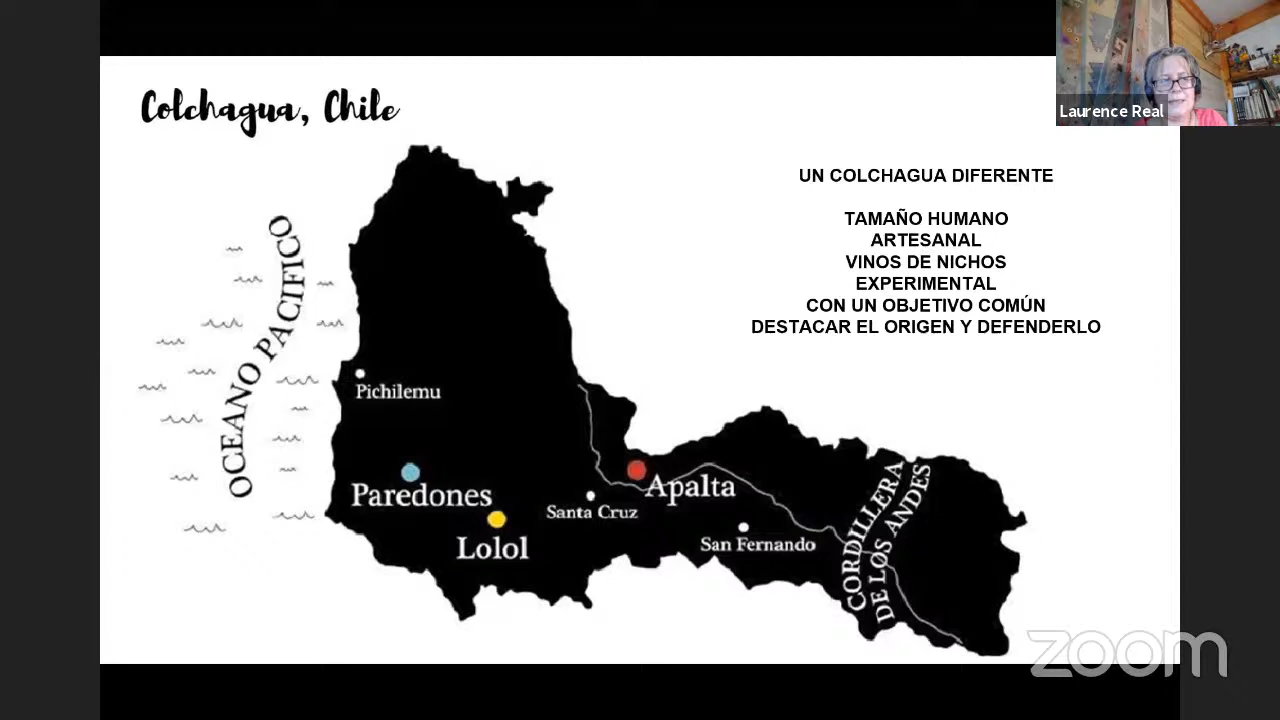 Colchagua, Chile
Laurence Real
UN COLCHAGUA DIFERENTE
TAMAÑO HUMANO
ARTESANAL
VINOS DE NICHOS
EXPERIMENTAL
CON UN OBJETIVO COMÚN
DESTACAR EL ORIGEN Y DEFENDERLO
OCEANO PACIFICO
Pichilemu
Paredones
Lolol
Santa Cruz
Apalta
San Fernando
CORDILLERA
DE LOS ANDES
zoom